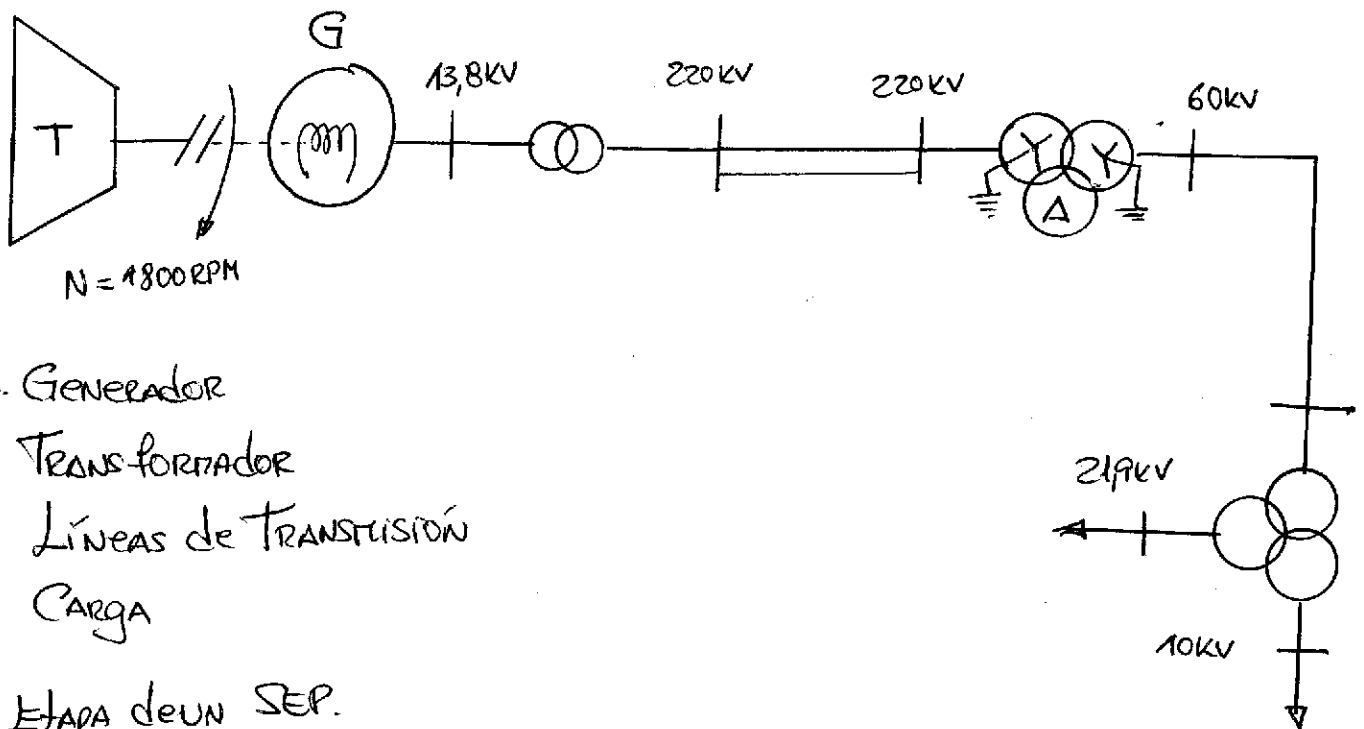 G
13,8KV
220KV
220KV
60KV
T
Y Y
Δ
N = 1800 RPM
GENERADOR
TRANSFORMADOR
21,9KV
LÍNEAS de TRANSMISIÓN
CARGA
10KV
ETAPA de UN SEP.